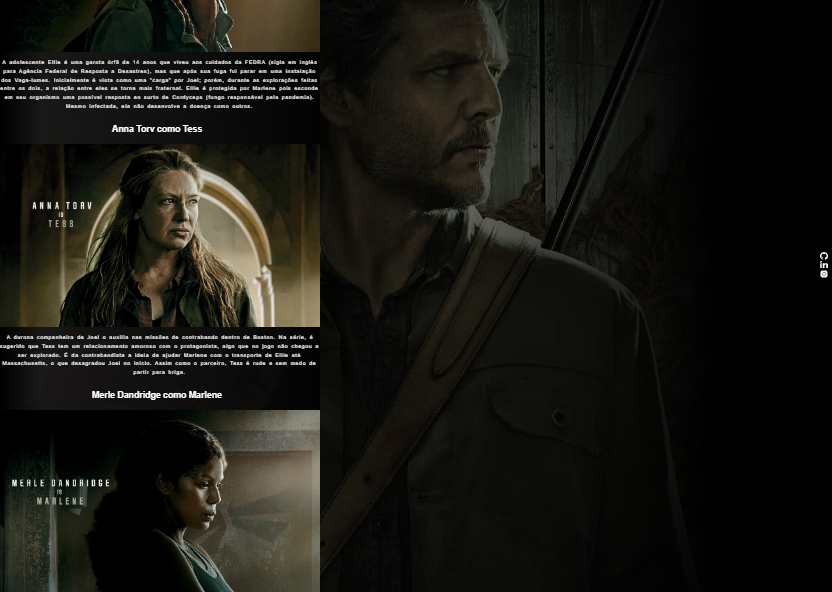 A adolescente Ellie é uma garota órfã de 14 anos que viveu aos cuidados da FEDRA (sigla em inglês
para Agência Federal de Resposta a Desastres), mas que após sua fuga foi parar em uma instalação
dos Vaga-lumes. Inicialmente é vista como uma "carga" por Joel; porém, durante as explorações feitas
entre os dois, a relação entre eles se torna mais fraternal. Ellie é protegida por Marlene pois esconde
em seu organismo uma possível resposta ao surto de Cordyceps (fungo responsável pela pandemia).
Mesmo infectada, ela não desenvolve a doença como outros.
Anna Torv como Tess
ANNA TORV
IS
TESS
A durona companheira de Joel o auxilia nas missões de contrabando dentro de Boston. Na série, é
sugerido que Tess tem um relacionamento amoroso com o protagonista, algo que no jogo não chegou a
ser explorado. É da contrabandista a ideia de ajudar Marlene com o transporte de Ellie até
Massachusetts, o que desagradou Joel no início. Assim como o parceiro, Tess é rude e sem medo de
partir para briga.
Merle Dandridge como Marlene
MERLE DANDRIDGE
IS
MARLENE
in